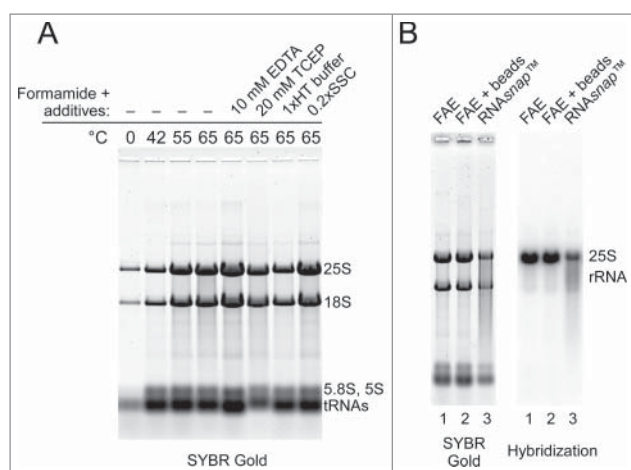 A
Formamide +
additives:
– – – – 10 mM EDTA 20 mM TCEP 1xHT buffer 0.2xSSC
°C 0 42 55 65 65 65 65 65
25S
18S
5.8S, 5S
tRNAs
SYBR Gold
B
FAE FAE + beads RNAsnap™ FAE FAE + beads RNAsnap™
25S
rRNA
1 2 3 1 2 3
SYBR
Gold
Hybridization